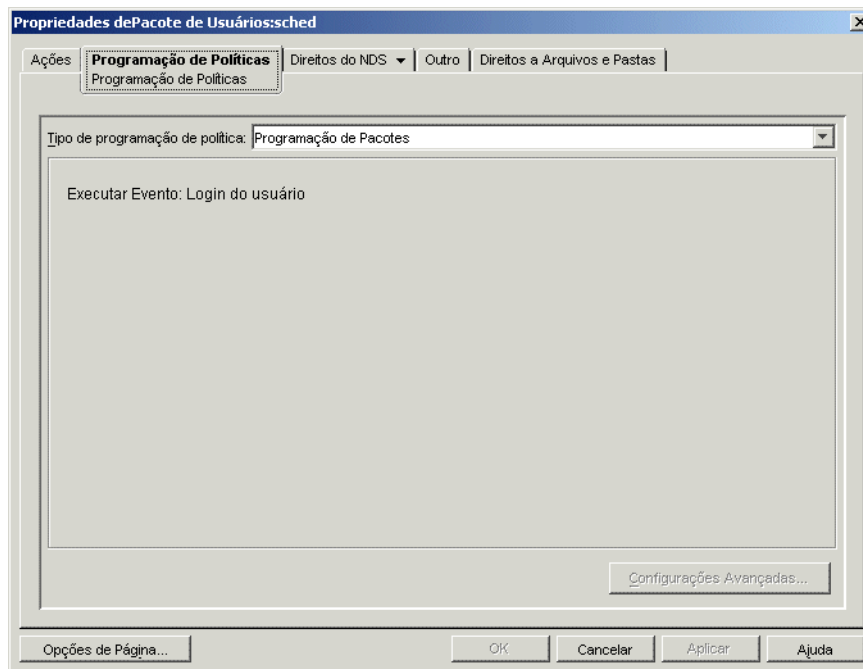 Propriedades dePacote de Usuários:sched
Ações Programação de Políticas Direitos do NDS Outro Direitos a Arquivos e Pastas
Programação de Políticas
Tipo de programação de política: Programação de Pacotes
Executar Evento: Login do usuário
Configurações Avançadas...
Opções de Página... OK Cancelar Aplicar Ajuda